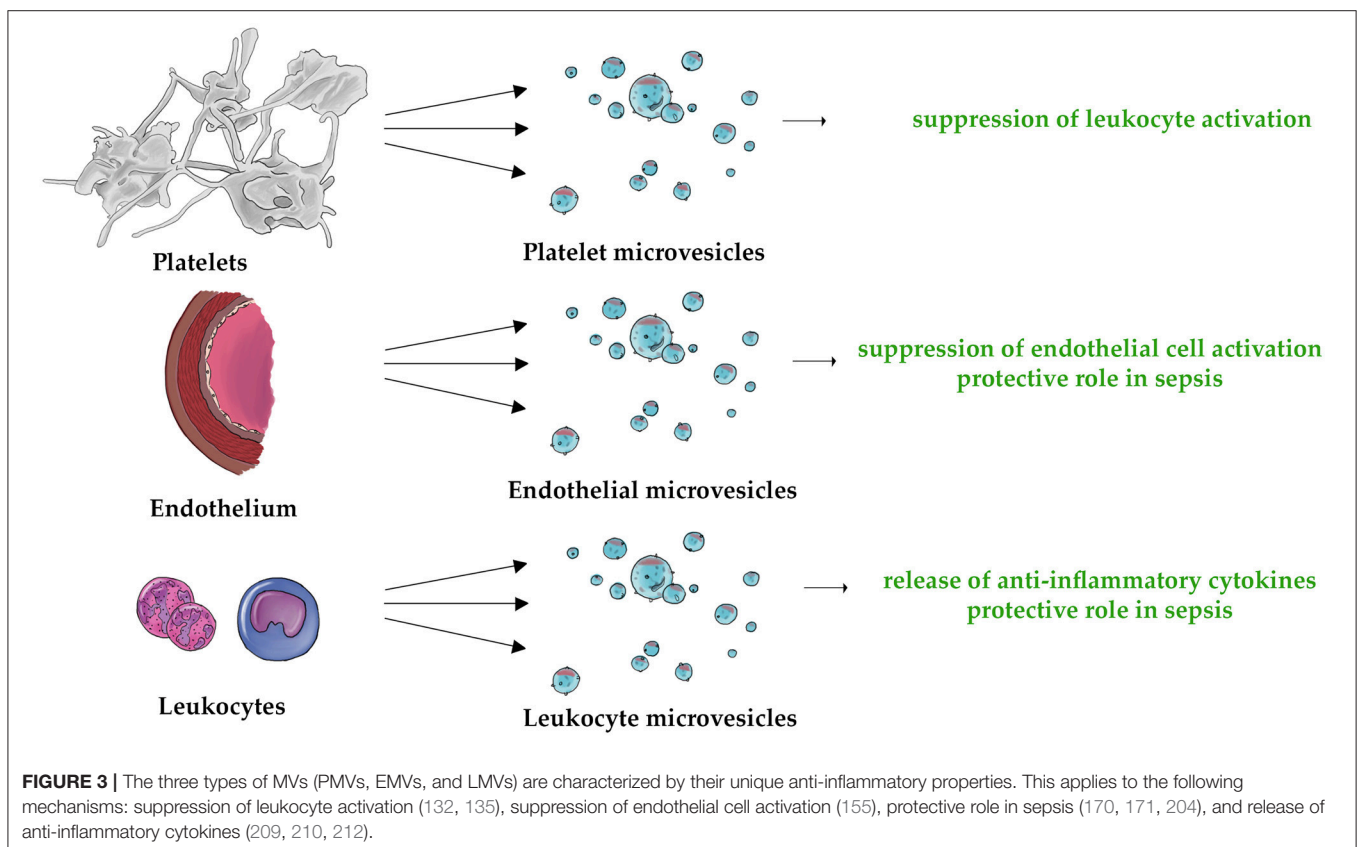 suppression of leukocyte activation
Platelets
Platelet microvesicles
suppression of endothelial cell activation
protective role in sepsis
Endothelium
Endothelial microvesicles
release of anti-inflammatory cytokines
protective role in sepsis
Leukocytes
Leukocyte microvesicles
FIGURE 3 | The three types of MVs (PMVs, EMVs, and LMVs) are characterized by their unique anti-inflammatory properties. This applies to the following
mechanisms: suppression of leukocyte activation (132, 135), suppression of endothelial cell activation (155), protective role in sepsis (170, 171, 204), and release of
anti-inflammatory cytokines (209, 210, 212).